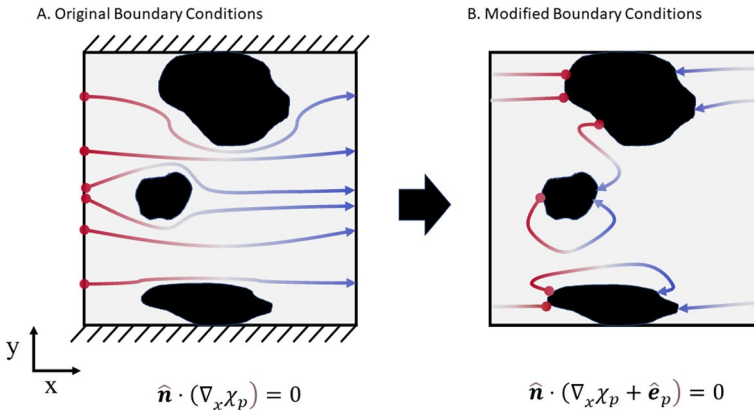 A. Original Boundary Conditions
B. Modified Boundary Conditions
y
x
n̂ · (∇ₓχₚ) = 0
n̂ · (∇ₓχₚ + êₚ) = 0